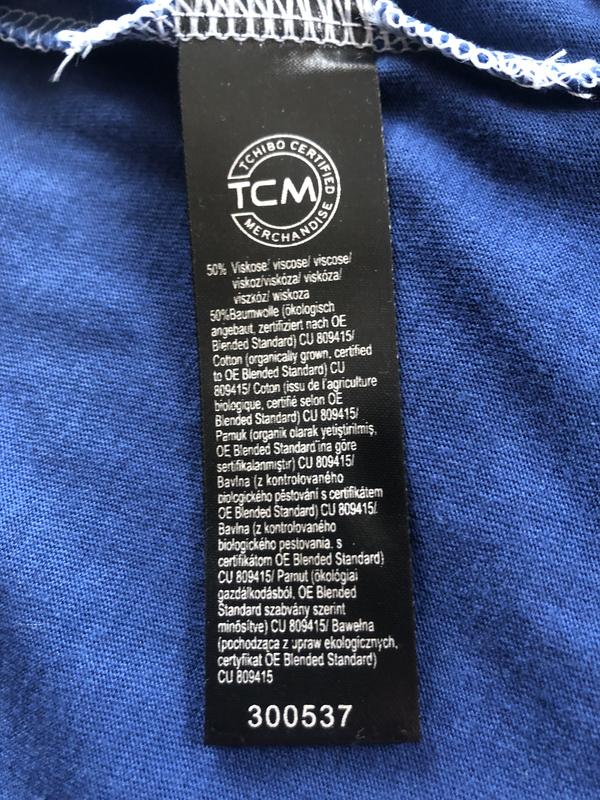 TCHIBO CERTIFIED
TCM
MERCHANDISE
50% Viskose/ viscose/ viscose/
viskoz/viskóza/ viskóza/
viszkóz/ wiskoza
50%Baumwolle (ökologisch
angebaut, zertifiziert nach OE
Blended Standard) CU 809415/
Cotton (organically grown, certified
to OE Blended Standard) CU
809415/ Coton (issu de l'agriculture
biologique, certifié selon OE
Blended Standard) CU 809415/
Pamuk (organik olarak yetiştirilmiş,
OE Blended Standard'ina göre
sertifikalanmıştır) CU 809415/
Bavlna (z kontrolovaného
biologického pěstování s certifikátem
OE Blended Standard) CU 809415/
Bavlna (z kontrolovaného
biologického pestovania. s
certifikátom OE Blended Standard)
CU 809415/ Pamut (ökológiai
gazdálkodásból, OE Blended
Standard szabvány szerint
minősítve) CU 809415/ Bawełna
(pochodząca z upraw ekologicznych,
certyfikat OE Blended Standard)
CU 809415
300537